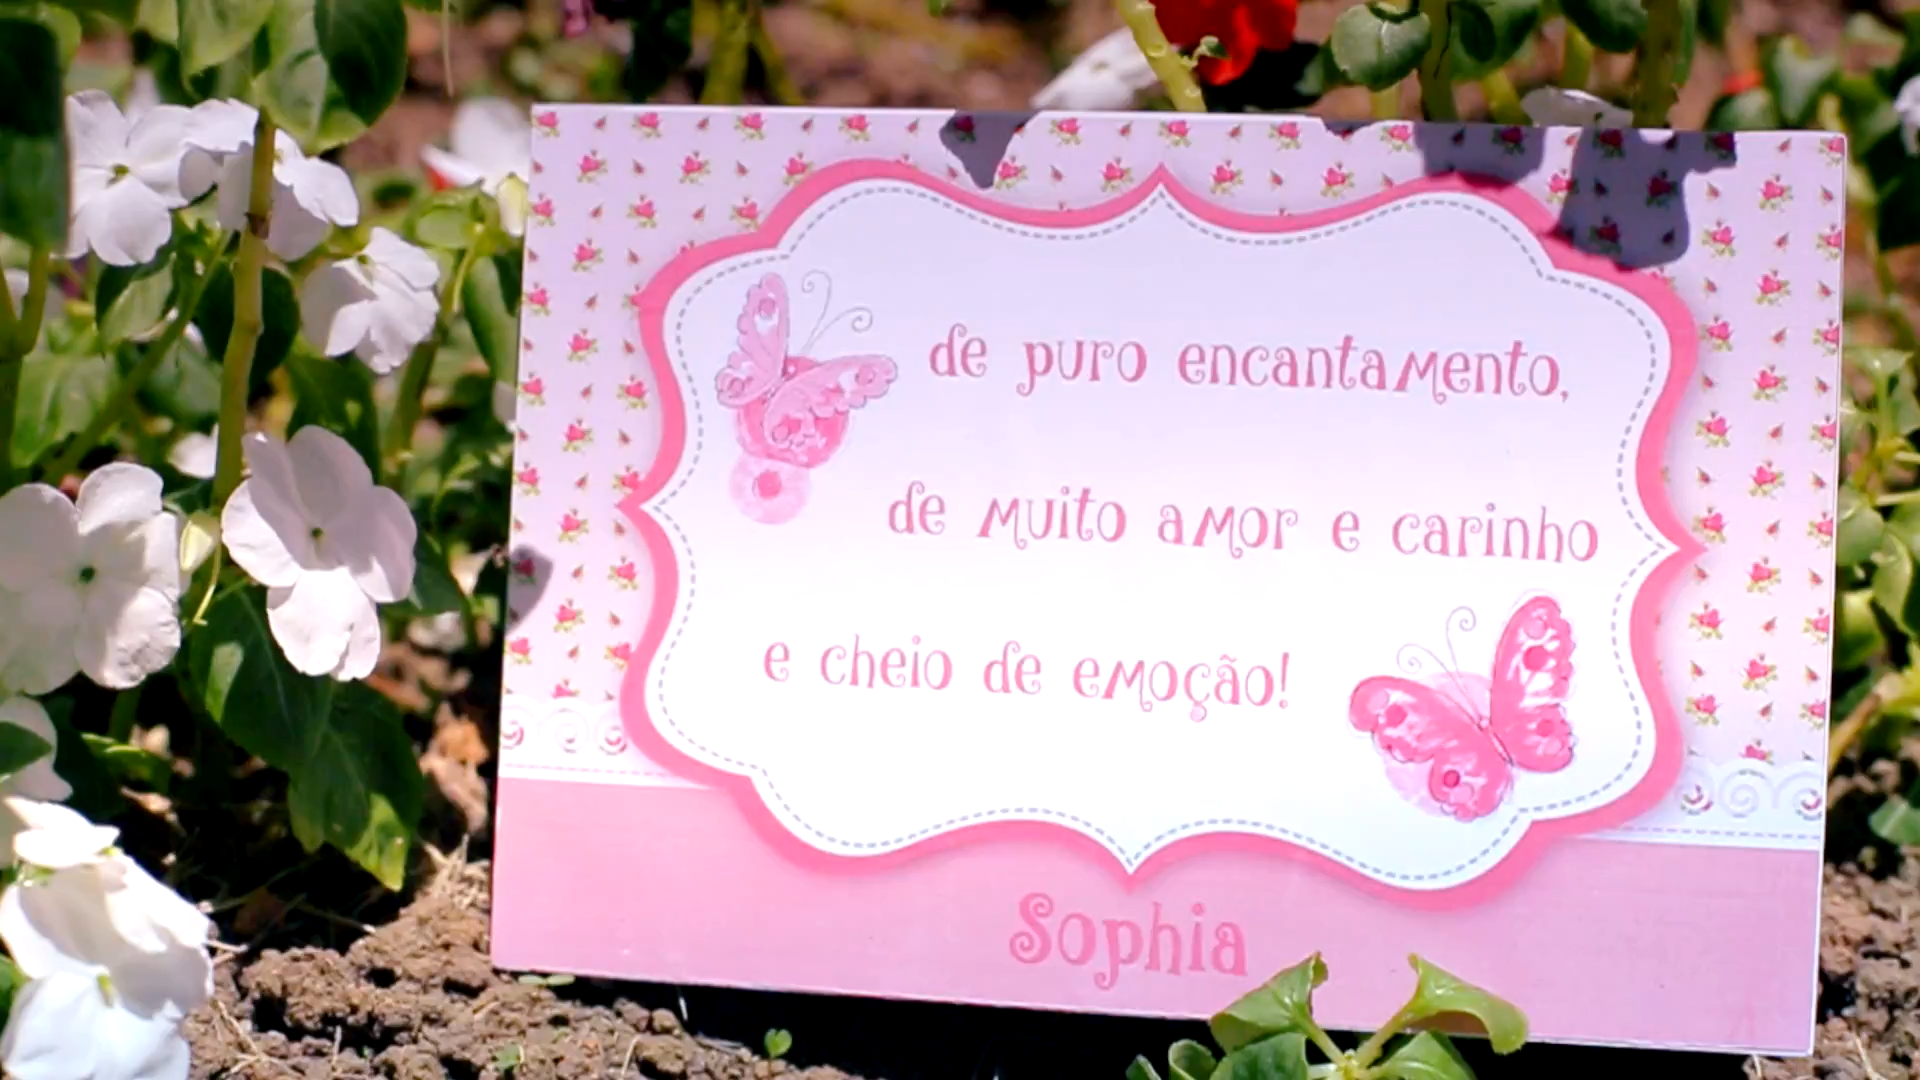 de puro encantamento,
de muito amor e carinho
e cheio de emoção!
Sophia